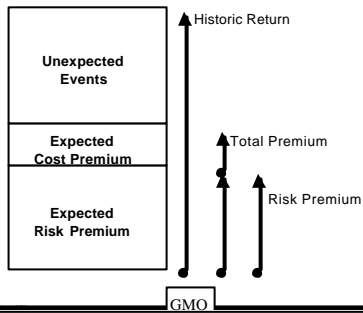 Historic Return
Unexpected
Events
Expected
Cost Premium
Total Premium
Expected
Risk Premium
Risk Premium
GMO